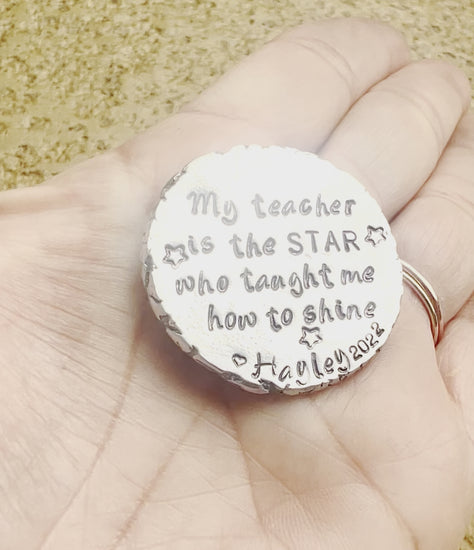 My teacher
is the STAR
who taught me
how to shine
Hayley 2022